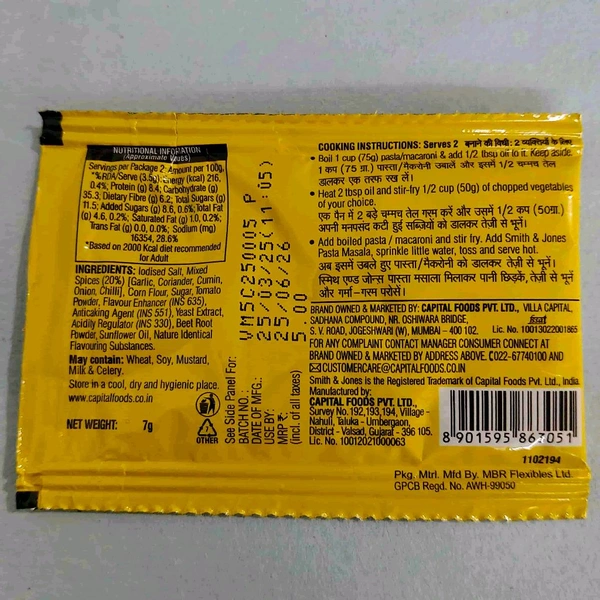 NUTRITIONAL INFORMATION
(Approximate Values)
Servings per Package 2; Amount per 100g,
*%RDA/Serve (3.5g): Energy (kcal) 216,
0.4%; Protein (g) 8.4; Carbohydrate (g)
35.3; Dietary Fibre (g) 6.2; Total Sugars (g)
11.5; Added Sugars (g) 8.6, 0.6%; Total Fat
(g) 4.6, 0.2%; Saturated Fat (g) 1.0, 0.2%;
Trans Fat (g) 0.0, 0.0%; Sodium (mg)
16354, 28.6%
*Based on 2000 Kcal diet recommended
for Adult
INGREDIENTS: Iodised Salt, Mixed
Spices (20%) [Garlic, Coriander, Cumin,
Onion, Chilli], Corn Flour, Sugar, Tomato
Powder, Flavour Enhancer (INS 635),
Anticaking Agent (INS 551), Yeast Extract,
Acidity Regulator (INS 330), Beet Root
Powder, Sunflower Oil, Nature Identical
Flavouring Substances.
May contain: Wheat, Soy, Mustard,
Milk & Celery.
Store in a cool, dry and hygienic place.
www.capitalfoods.co.in
NET WEIGHT: 7g
7
OTHER
See Side Panel For:
BATCH NO.: VM5C250005 P
DATE OF MFG.: 25/03/25(11:05)
USE BY: 25/06/26
MRP ₹: 5.00
(incl. of all taxes)
COOKING INSTRUCTIONS: Serves 2 बनाने की विधी: 2 व्यक्तियों के लिए
• Boil 1 cup (75g) pasta/macaroni & add 1/2 tbsp oil to it. Keep aside.
1 कप (75 ग्रा.) पास्ता/मैकरोनी उबालें और इसमें 1/2 चम्मच तेल
डालकर एक तरफ रख लें।
• Heat 2 tbsp oil and stir-fry 1/2 cup (50g) of chopped vegetables
of your choice.
एक पैन में 2 बड़े चम्मच तेल गरम करें और उसमें 1/2 कप (50ग्रा.)
अपनी मनपसंद कटी हुई सब्जियों को डालकर तेज़ी से भूनें।
• Add boiled pasta / macaroni and stir fry. Add Smith & Jones
Pasta Masala, sprinkle little water, toss and serve hot.
अब इसमें उबले हुए पास्ता/मैकरोनी को डालकर तेज़ी से भूनें।
स्मिथ एण्ड जोन्स पास्ता मसाला मिलाकर पानी छिड़कें, तेज़ी से भूनें
और गर्मा-गरम परोसें।
BRAND OWNED & MARKETED BY: CAPITAL FOODS PVT. LTD., VILLA CAPITAL,
SADHANA COMPOUND, NR. OSHIWARA BRIDGE, fssai
S. V. ROAD, JOGESHWARI (W), MUMBAI - 400 102. Lic. No. 10013022001865
FOR ANY COMPLAINT CONTACT MANAGER CONSUMER CONNECT AT
BRAND OWNED & MARKETED BY ADDRESS ABOVE. ✆022-67740100 AND
✉CUSTOMERCARE@CAPITALFOODS.CO.IN
Smith & Jones is the Registered Trademark of Capital Foods Pvt. Ltd., India.
Manufactured by:
CAPITAL FOODS PVT. LTD.,
Survey No.192,193,194, Village -
Nahuli, Taluka - Umbergaon,
District - Valsad, Gujarat - 396 105.
Lic. No. 10012021000063
8 901595 867051
1102194
Pkg. Mtrl. Mfd By. MBR Flexibles Ltd.
GPCB Regd. No. AWH-99050